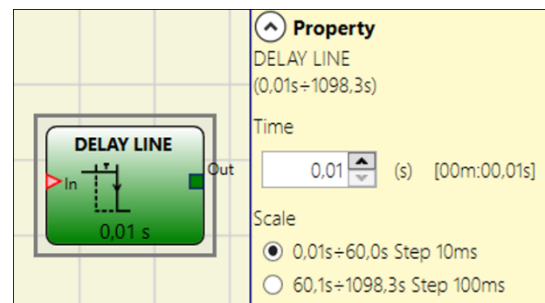 DELAY LINE
In
Out
0,01 s
Property
DELAY LINE
(0,01s÷1098,3s)
Time
0,01 (s) [00m:00,01s]
Scale
0,01s÷60,0s Step 10ms
60,1s÷1098,3s Step 100ms